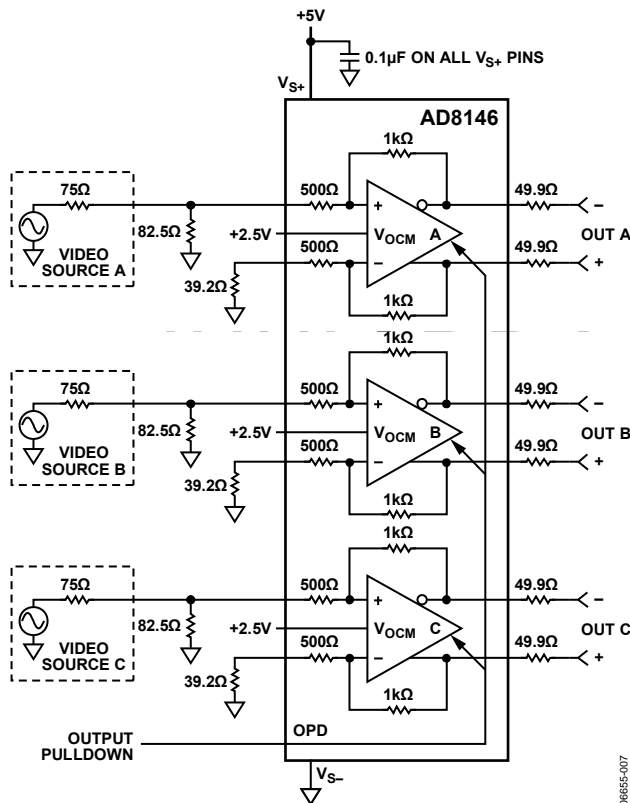 +5V
0.1µF ON ALL VS+ PINS
VS+
AD8146
1kΩ
75Ω
500Ω
49.9Ω
+
–
82.5Ω
+2.5V
VOCM
A
OUT A
VIDEO
SOURCE A
500Ω
–
49.9Ω
+
39.2Ω
1kΩ
1kΩ
75Ω
500Ω
49.9Ω
+
–
82.5Ω
+2.5V
VOCM
B
OUT B
VIDEO
SOURCE B
500Ω
–
49.9Ω
+
39.2Ω
1kΩ
1kΩ
75Ω
500Ω
49.9Ω
+
–
82.5Ω
+2.5V
VOCM
C
OUT C
VIDEO
SOURCE C
500Ω
–
49.9Ω
+
39.2Ω
1kΩ
OUTPUT
PULLDOWN
OPD
VS–
06655-007